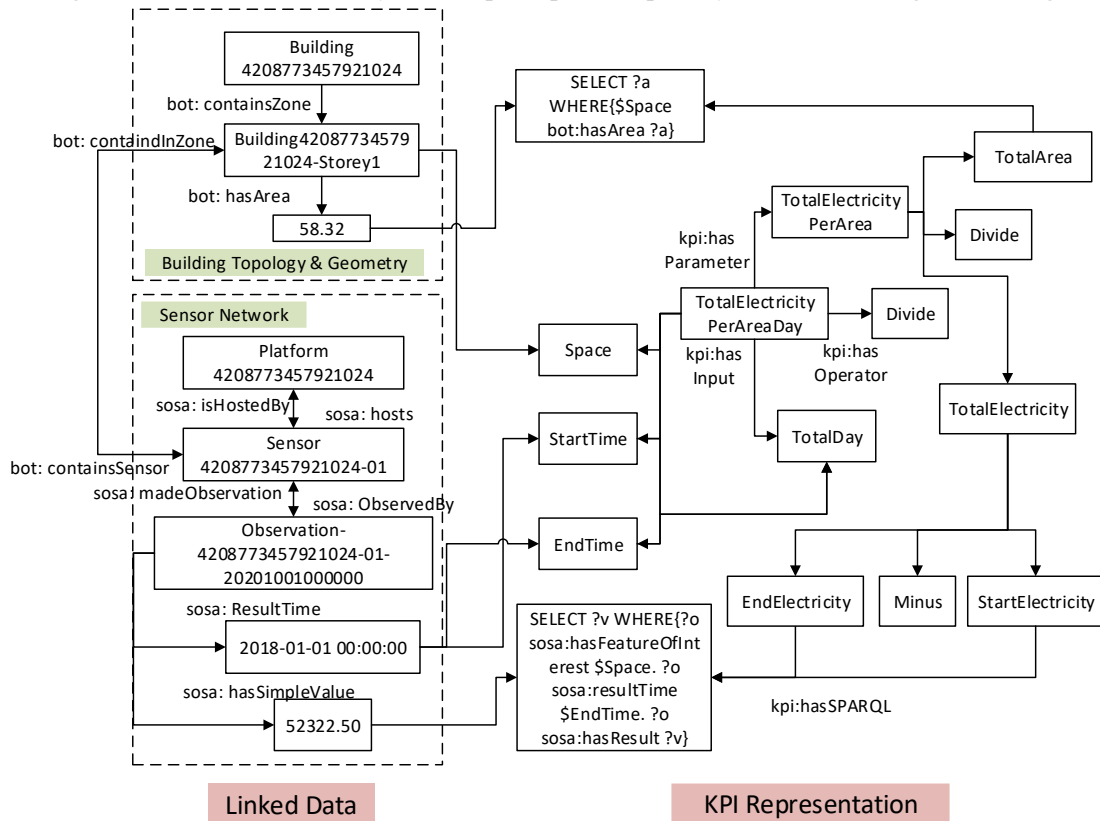 Building
4208773457921024
bot: containsZone
bot: containdInZone
Building42087734579
21024-Storey1
bot: hasArea
58.32
Building Topology & Geometry
Sensor Network
Platform
4208773457921024
sosa: isHostedBy
sosa: hosts
Sensor
4208773457921024-01
bot: containsSensor
sosa: madeObservation
sosa: ObservedBy
Observation-
4208773457921024-01-
20201001000000
sosa: ResultTime
2018-01-01 00:00:00
sosa: hasSimpleValue
52322.50
Linked Data
SELECT ?a
WHERE{$Space
bot:hasArea ?a}
TotalArea
TotalElectricity
PerArea
Divide
kpi:has
Parameter
TotalElectricity
PerAreaDay
Divide
kpi:has
Input
kpi:has
Operator
Space
StartTime
TotalDay
EndTime
TotalElectricity
EndElectricity
Minus
StartElectricity
SELECT ?v WHERE{?o
sosa:hasFeatureOfInt
erest $Space. ?o
sosa:resultTime
$EndTime. ?o
sosa:hasResult ?v}
kpi:hasSPARQL
KPI Representation